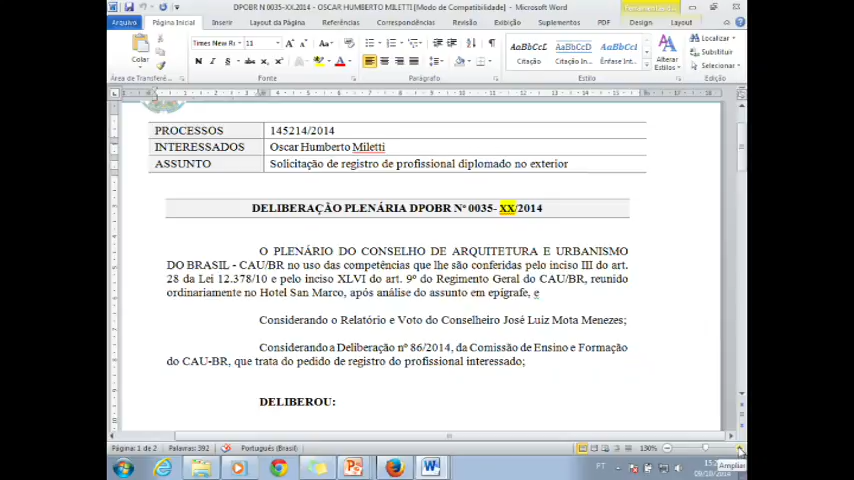 DPOBR N 0035-XX.2014 - OSCAR HUMBERTO MILETTI [Modo de Compatibilidade] - Microsoft Word
Arquivo Página Inicial Inserir Layout da Página Referências Correspondências Revisão Exibição Suplementos PDF Design Layout
Colar
Times New Ro 11
AaBbCcL AaBbCcL AaBbCcI
Citação Citação Ênfase Int...
Alterar Estilos
Localizar
Substituir
Selecionar
Área de Transferê... Fonte Parágrafo Estilo Edição
PROCESSOS 145214/2014
INTERESSADOS Oscar Humberto Miletti
ASSUNTO Solicitação de registro de profissional diplomado no exterior
DELIBERAÇÃO PLENÁRIA DPOBR Nº 0035- XX/2014
O PLENÁRIO DO CONSELHO DE ARQUITETURA E URBANISMO
DO BRASIL - CAU/BR no uso das competências que lhe são conferidas pelo inciso III do art.
28 da Lei 12.378/10 e pelo inciso XLVI do art. 9º do Regimento Geral do CAU/BR, reunido
ordinariamente no Hotel San Marco, após análise do assunto em epígrafe, e
Considerando o Relatório e Voto do Conselheiro José Luiz Mota Menezes;
Considerando a Deliberação nº 86/2014, da Comissão de Ensino e Formação
do CAU-BR, que trata do pedido de registro do profissional interessado;
DELIBEROU:
Página: 1 de 2 Palavras: 392 Português (Brasil) 130%
PT
Ampliar
09/10/2014